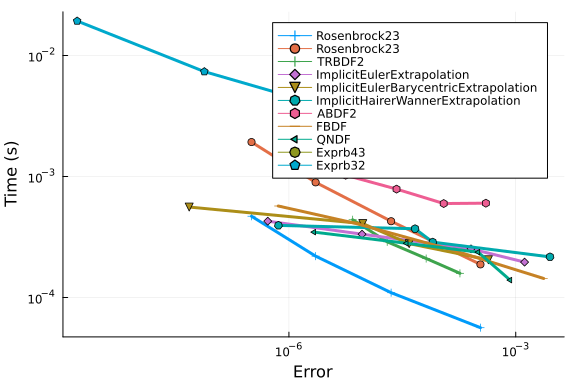 Rosenbrock23
Rosenbrock23
TRBDF2
ImplicitEulerExtrapolation
ImplicitEulerBarycentricExtrapolation
ImplicitHairerWannerExtrapolation
ABDF2
FBDF
QNDF
Exprb43
Exprb32
Time (s)
10⁻²
10⁻³
10⁻⁴
10⁻⁶
10⁻³
Error